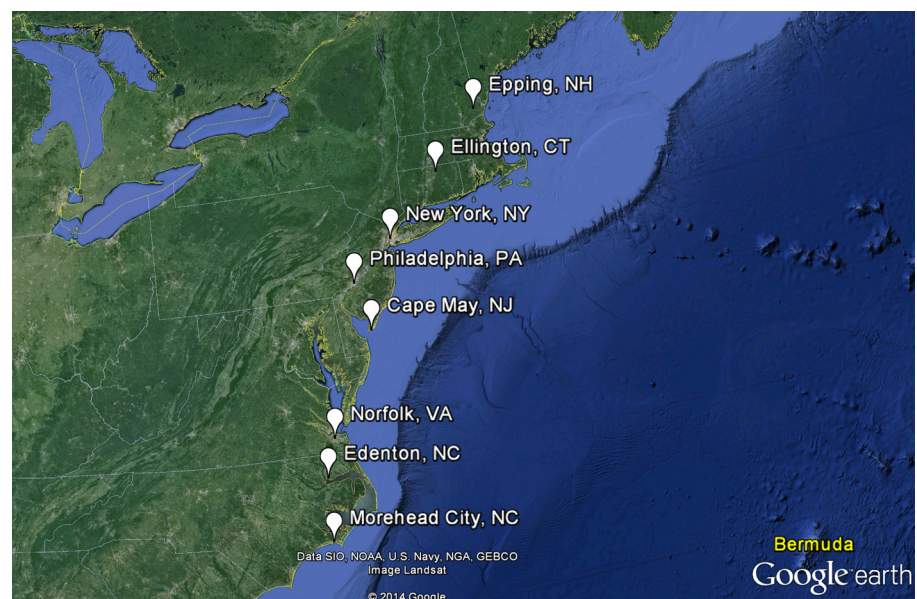 Epping, NH
Ellington, CT
New York, NY
Philadelphia, PA
Cape May, NJ
Norfolk, VA
Edenton, NC
Morehead City, NC
Data SIO, NOAA, U.S. Navy, NGA, GEBCO
Image Landsat
© 2014 Google
Bermuda
Google earth